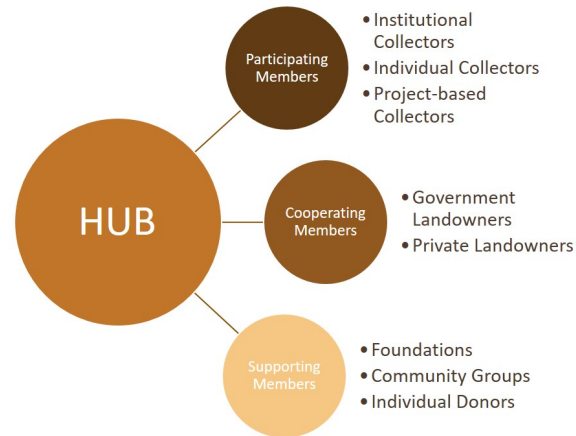 HUB
Participating
Members
• Institutional
Collectors
• Individual Collectors
• Project-based
Collectors
Cooperating
Members
• Government
Landowners
• Private Landowners
Supporting
Members
• Foundations
• Community Groups
• Individual Donors